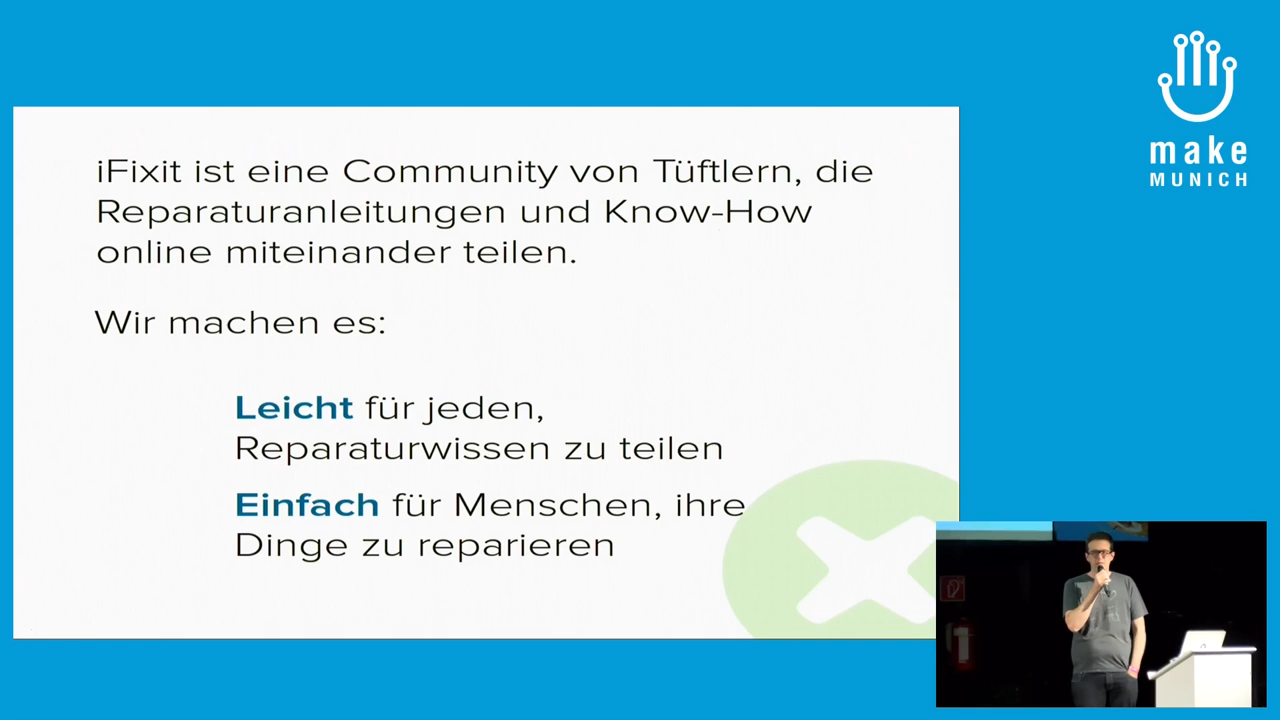 make
MUNICH
iFixit ist eine Community von Tüftlern, die
Reparaturanleitungen und Know-How
online miteinander teilen.
Wir machen es:
Leicht für jeden,
Reparaturwissen zu teilen
Einfach für Menschen, ihre
Dinge zu reparieren